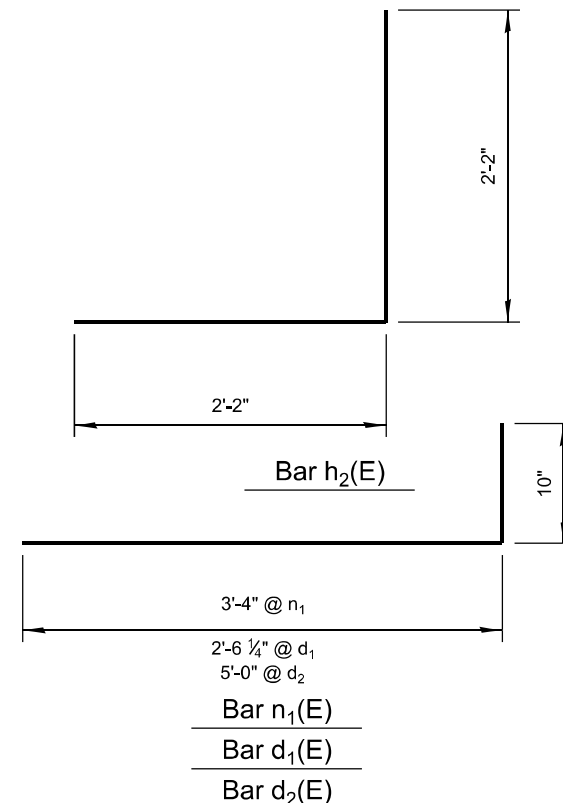 2'-2"
2'-2"
Bar h₂(E)
10"
3'-4" @ n₁
2'-6 ¼" @ d₁
5'-0" @ d₂
Bar n₁(E)
Bar d₁(E)
Bar d₂(E)